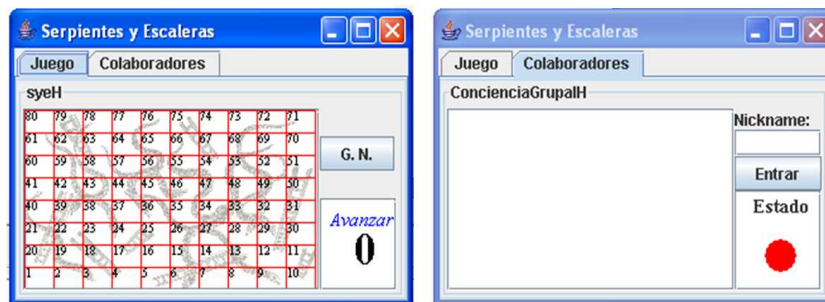 Serpientes y Escaleras
Juego Colaboradores
syeH
80 79 78 77 76 75 74 73 72 71
61 62 63 64 65 66 67 68 69 70
60 59 58 57 56 55 54 53 52 51
41 42 43 44 45 46 47 48 49 50
40 39 38 37 36 35 34 33 32 31
21 22 23 24 25 26 27 28 29 30
20 19 18 17 16 15 14 13 12 11
1 2 3 4 5 6 7 8 9 10
G. N.
Avanzar
0
Serpientes y Escaleras
Juego Colaboradores
ConcienciaGrupalH
Nickname:
Entrar
Estado